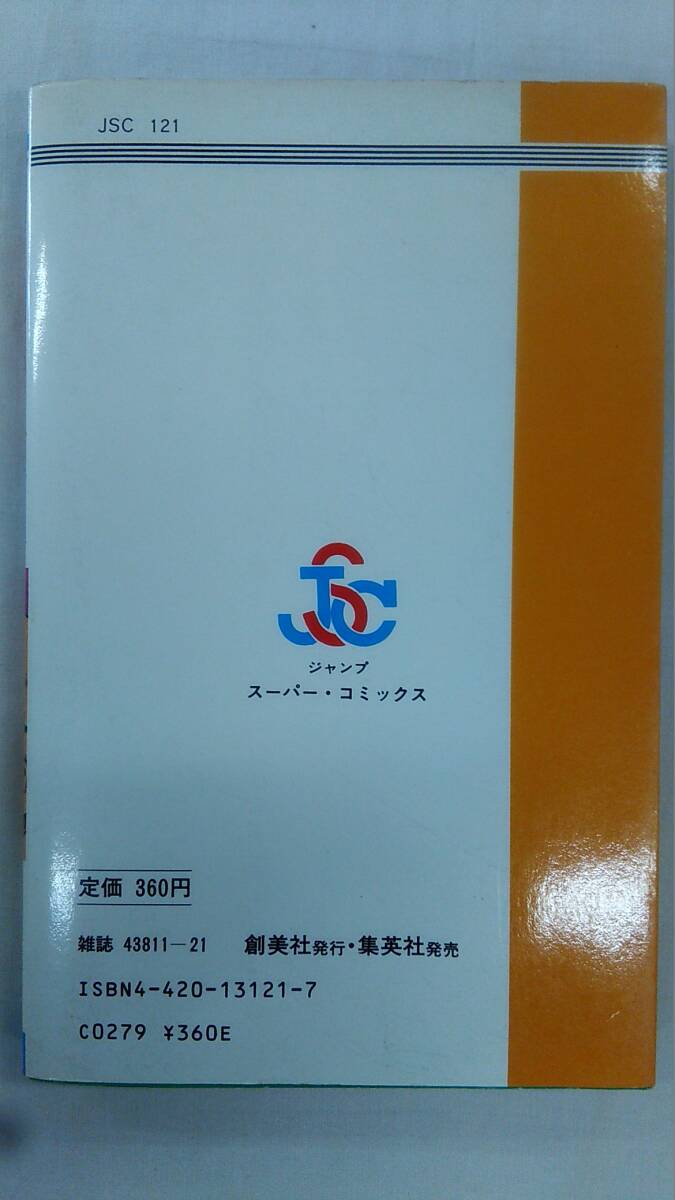 JSC 121
JSC
ジャンプ
スーパー・コミックス
定価 360円
雑誌 43811-21 創美社発行・集英社発売
ISBN4-420-13121-7
C0279 ¥360E